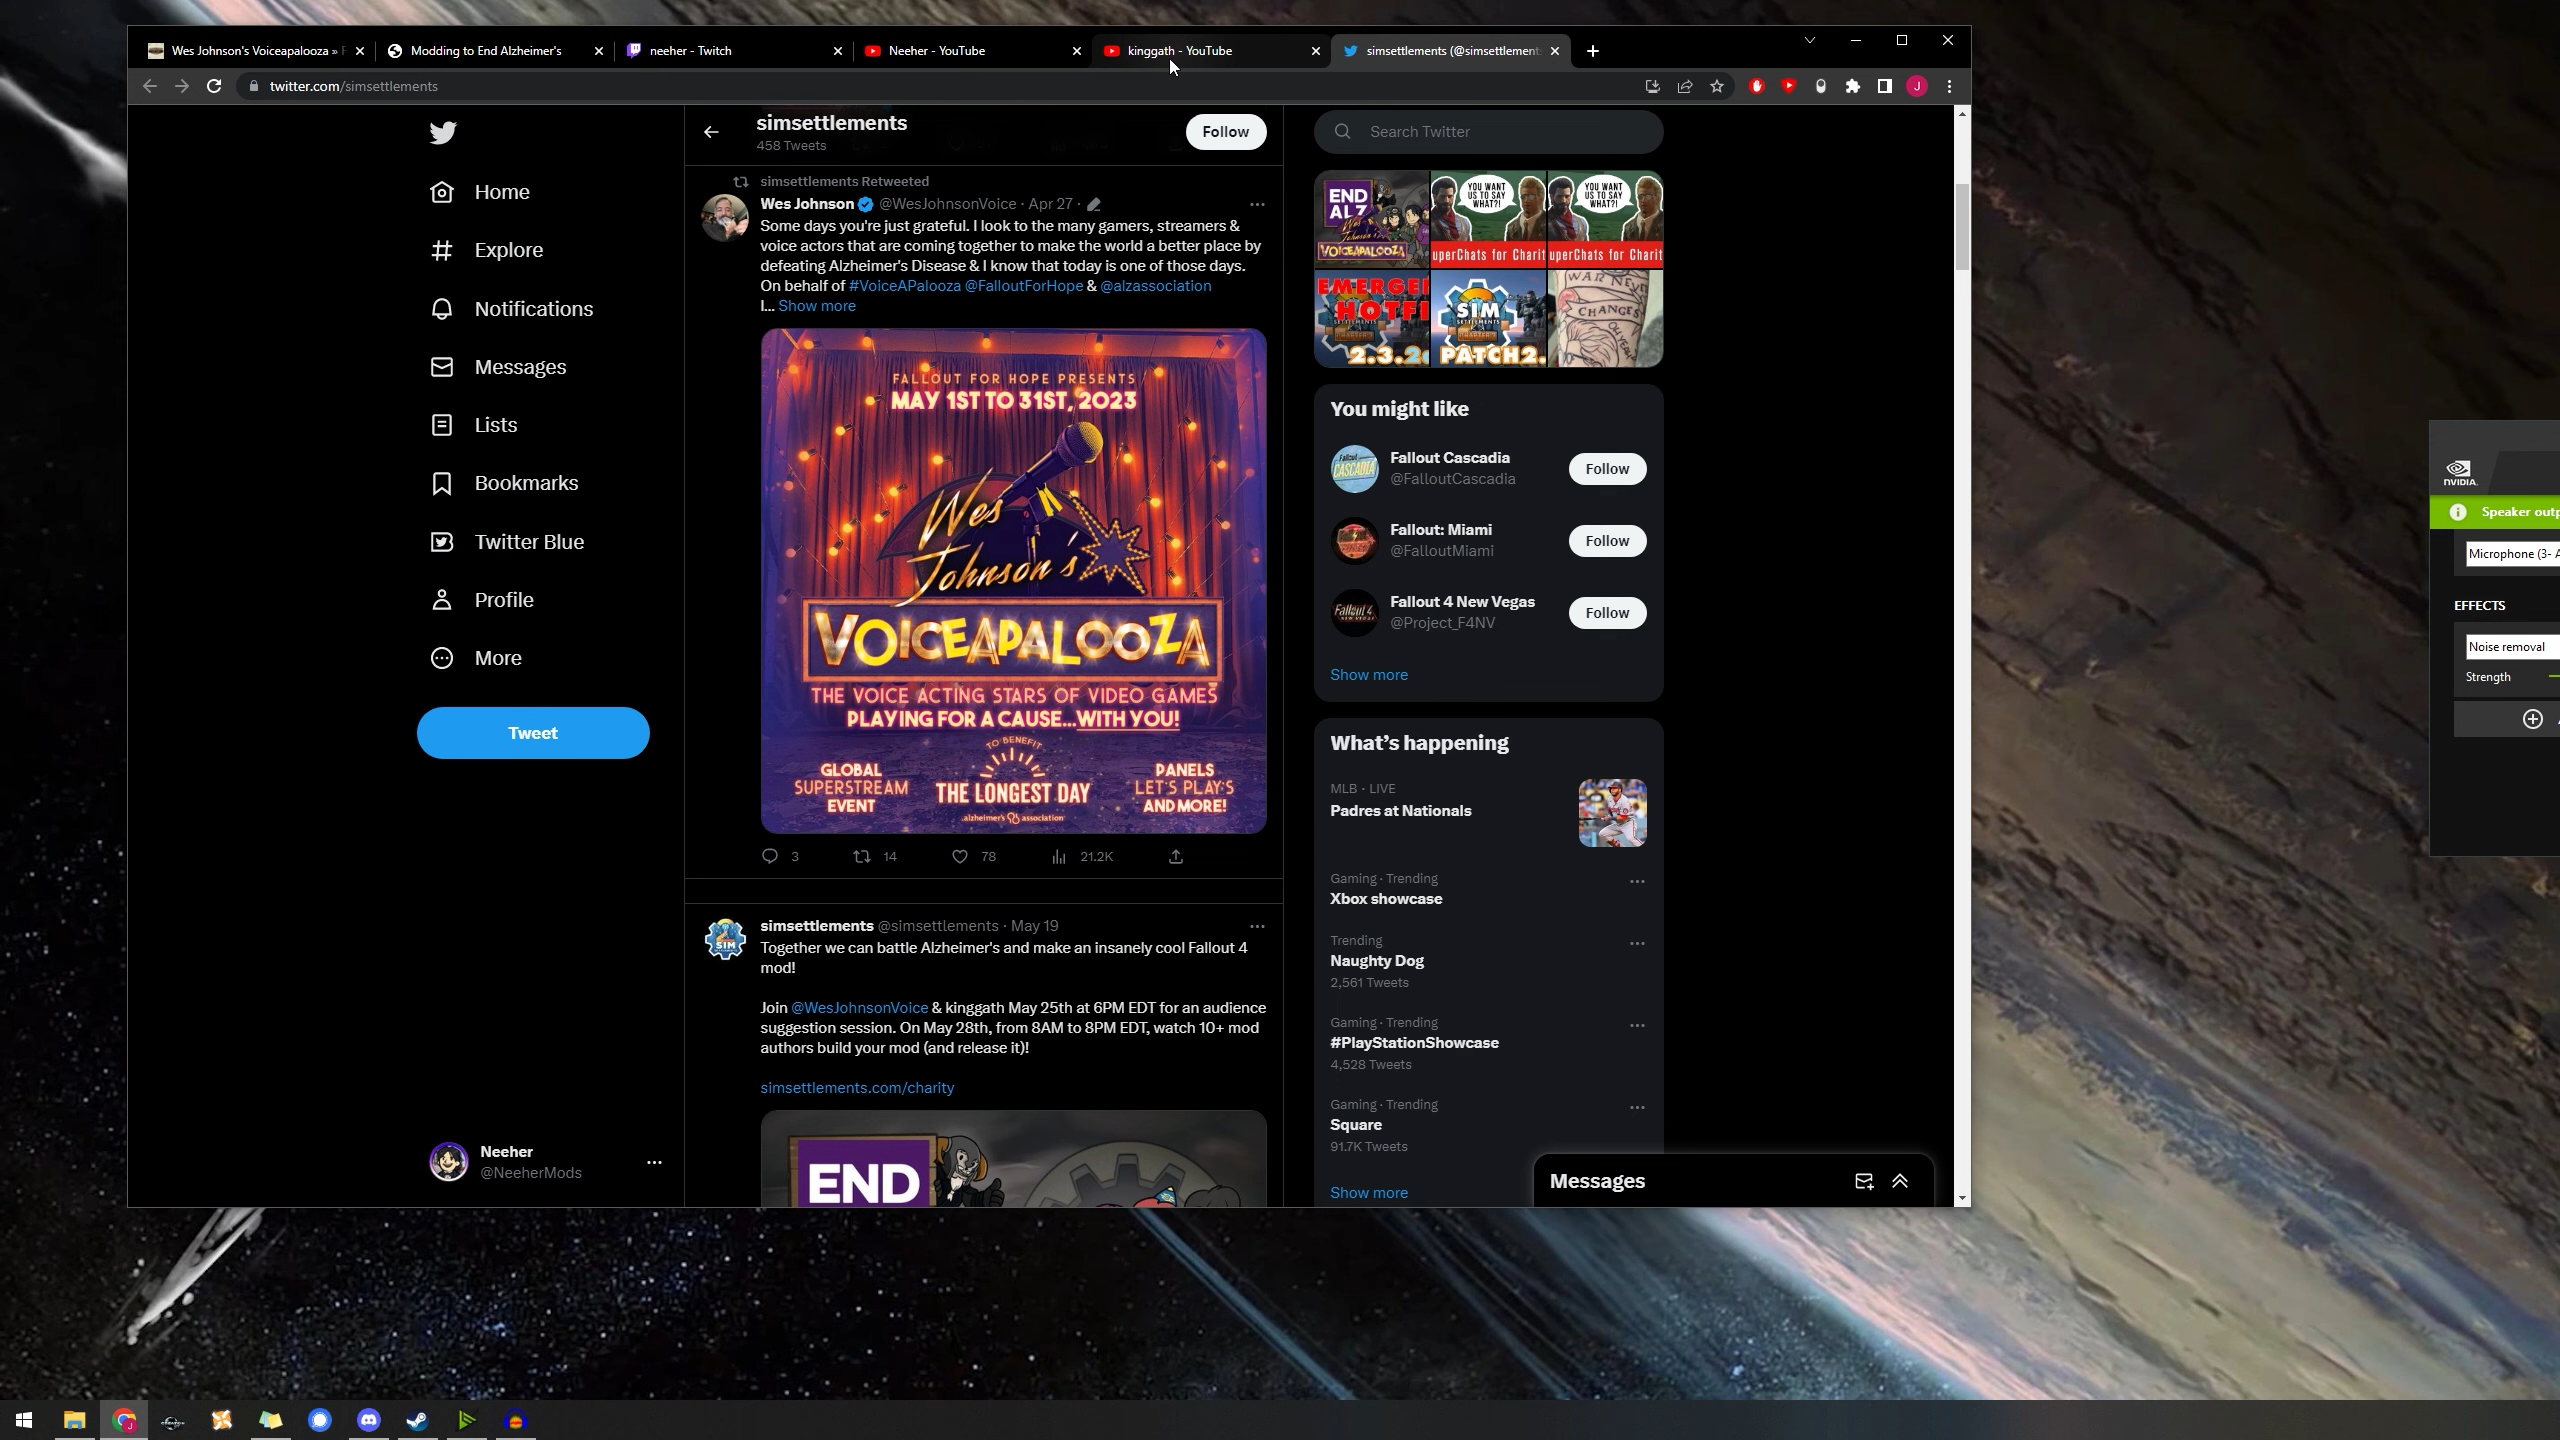 Wes Johnson's Voiceapalooza »
Modding to End Alzheimer's
neeher - Twitch
Neeher - YouTube
kinggath - YouTube
simsettlements (@simsettlement
twitter.com/simsettlements
J
Home
Explore
Notifications
Messages
Lists
Bookmarks
Twitter Blue
Profile
More
Tweet
Neeher
@NeeherMods
simsettlements
458 Tweets
Follow
simsettlements Retweeted
Wes Johnson @WesJohnsonVoice · Apr 27 ·
Some days you're just grateful. I look to the many gamers, streamers &
voice actors that are coming together to make the world a better place by
defeating Alzheimer's Disease & I know that today is one of those days.
On behalf of #VoiceAPalooza @FalloutForHope & @alzassociation
I... Show more
FALLOUT FOR HOPE PRESENTS
MAY 1ST TO 31ST, 2023
Wes
Johnson's
VOICEAPALOOZA
THE VOICE ACTING STARS OF VIDEO GAMES
PLAYING FOR A CAUSE...WITH YOU!
GLOBAL
SUPERSTREAM
EVENT
TO BENEFIT
THE LONGEST DAY
alzheimer's association
PANELS
LET'S PLAY'S
AND MORE!
3
14
78
21.2K
simsettlements @simsettlements · May 19
Together we can battle Alzheimer's and make an insanely cool Fallout 4
mod!
Join @WesJohnsonVoice & kinggath May 25th at 6PM EDT for an audience
suggestion session. On May 28th, from 8AM to 8PM EDT, watch 10+ mod
authors build your mod (and release it)!
simsettlements.com/charity
END
SIM
Search Twitter
END
ALZ
Wes
Johnson's
VOICEAPALOOZA
YOU WANT
US TO SAY
WHAT?!
uperChats for Charit
YOU WANT
US TO SAY
WHAT?!
uperChats for Charit
EMERGE
HOTF
2.3.2
SIM
SETTLEMENTS
PATCH2.
WAR NEVE
CHANGES
You might like
Fallout
CASCADIA
Fallout Cascadia
@FalloutCascadia
Follow
Fallout: Miami
@FalloutMiami
Follow
Fallout 4
NEW VEGAS
Fallout 4 New Vegas
@Project_F4NV
Follow
Show more
What's happening
MLB · LIVE
Padres at Nationals
Gaming · Trending
Xbox showcase
Trending
Naughty Dog
2,561 Tweets
Gaming · Trending
#PlayStationShowcase
4,528 Tweets
Gaming · Trending
Square
91.7K Tweets
Show more
Messages
NVIDIA
Speaker outp
Microphone (3- A
EFFECTS
Noise removal
Strength